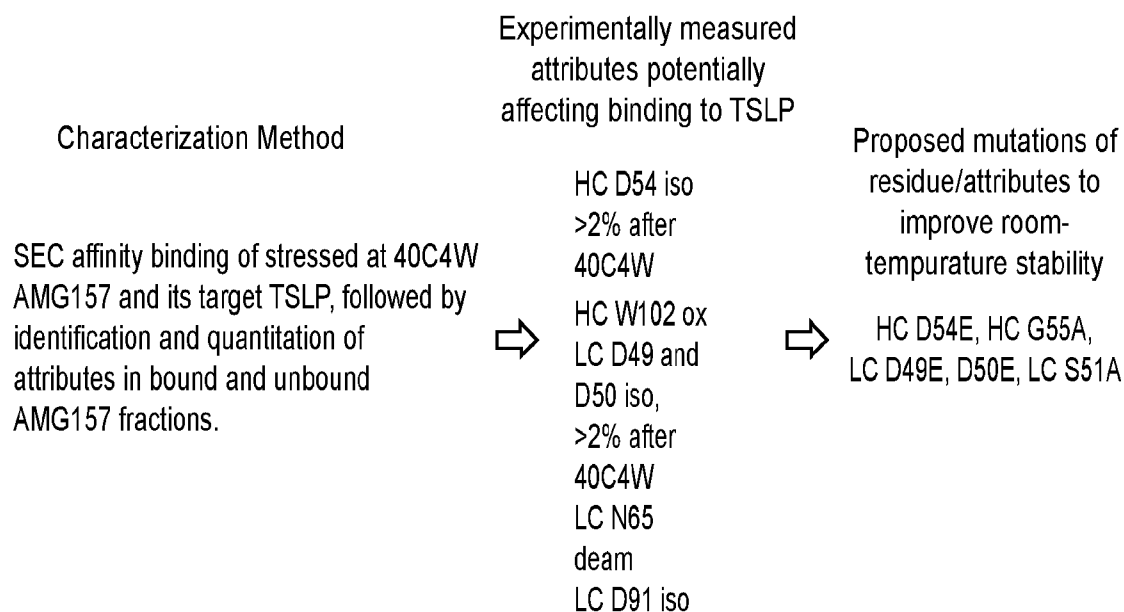 Characterization Method
SEC affinity binding of stressed at 40C4W
AMG157 and its target TSLP, followed by
identification and quantitation of
attributes in bound and unbound
AMG157 fractions.
Experimentally measured
attributes potentially
affecting binding to TSLP
HC D54 iso
>2% after
40C4W
HC W102 ox
LC D49 and
D50 iso,
>2% after
40C4W
LC N65
deam
LC D91 iso
Proposed mutations of
residue/attributes to
improve room-
tempurature stability
HC D54E, HC G55A,
LC D49E, D50E, LC S51A